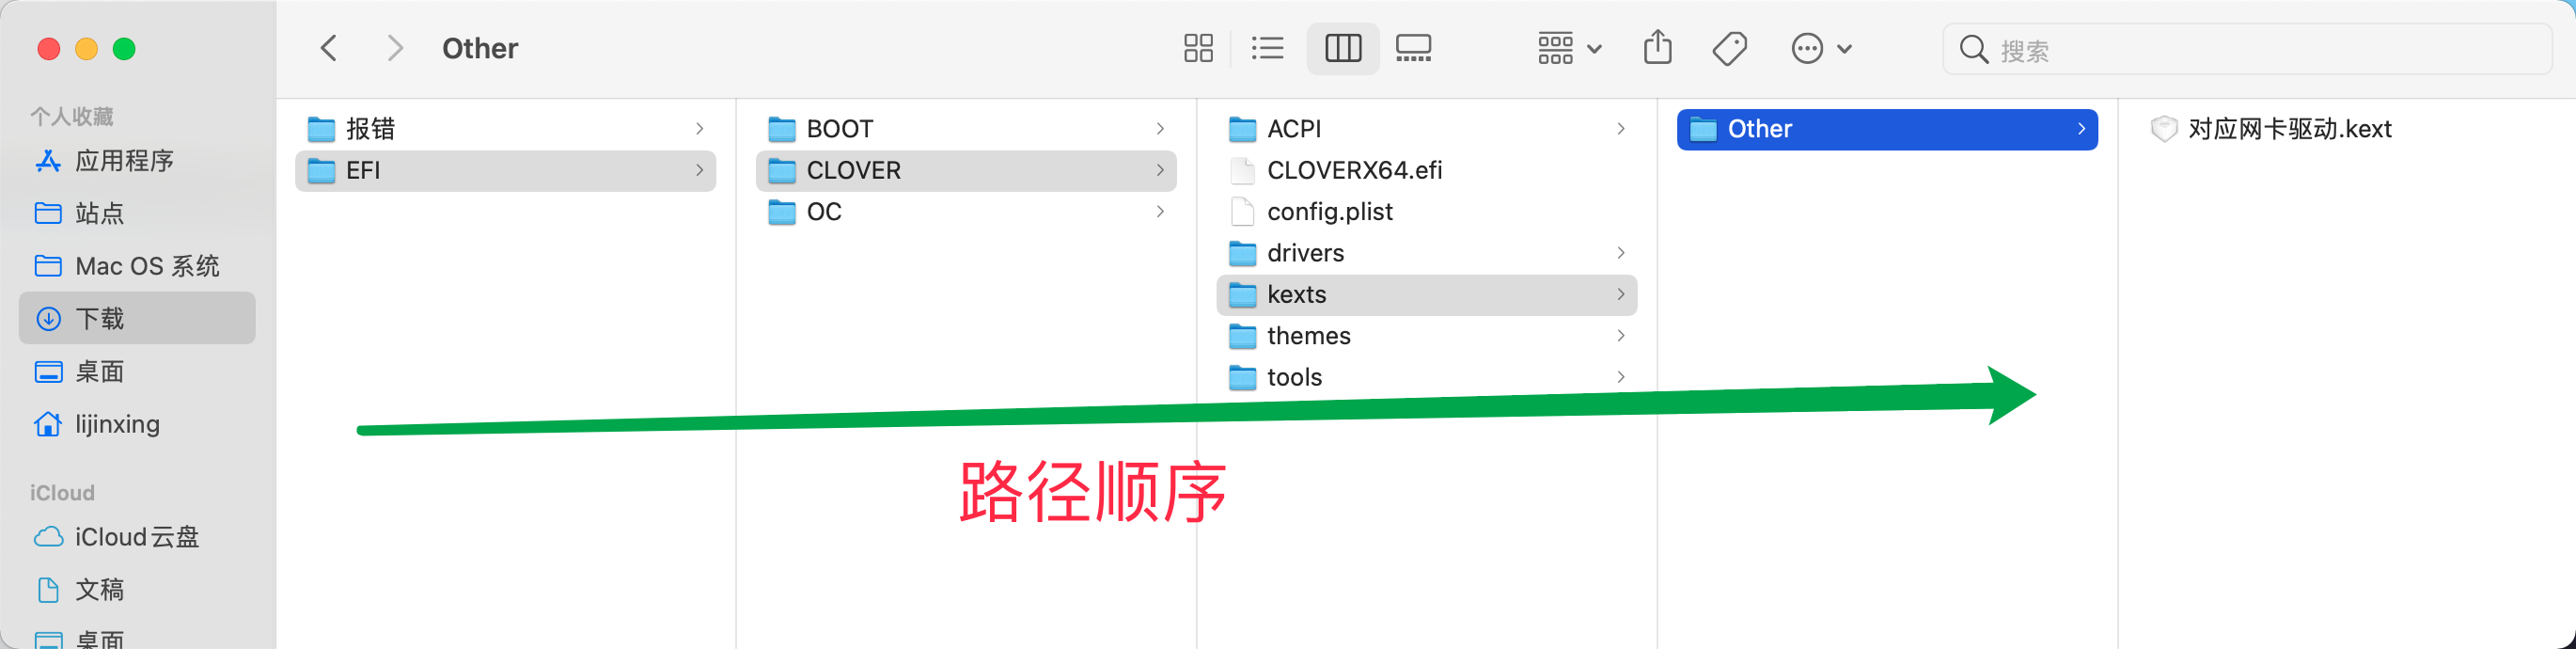 Other
搜索
个人收藏
应用程序
站点
Mac OS 系统
下载
桌面
lijinxing
iCloud
iCloud云盘
文稿
桌面
报错
EFI
BOOT
CLOVER
OC
ACPI
CLOVERX64.efi
config.plist
drivers
kexts
themes
tools
Other
对应网卡驱动.kext
路径顺序